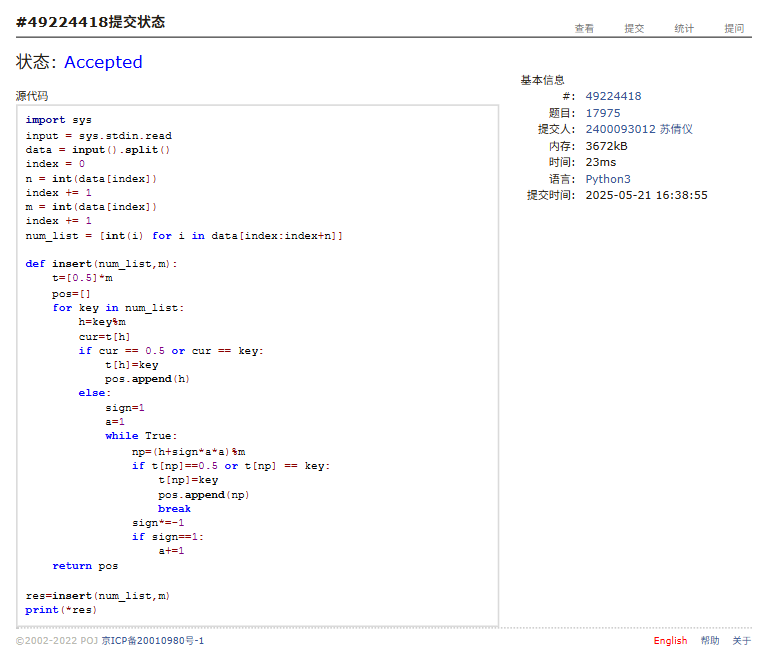 #49224418提交状态
查看 提交 统计 提问
状态: Accepted
源代码
import sys
input = sys.stdin.read
data = input().split()
index = 0
n = int(data[index])
index += 1
m = int(data[index])
index += 1
num_list = [int(i) for i in data[index:index+n]]

def insert(num_list,m):
    t=[0.5]*m
    pos=[]
    for key in num_list:
        h=key%m
        cur=t[h]
        if cur == 0.5 or cur == key:
            t[h]=key
            pos.append(h)
        else:
            sign=1
            a=1
            while True:
                np=(h+sign*a*a)%m
                if t[np]==0.5 or t[np] == key:
                    t[np]=key
                    pos.append(np)
                    break
                sign*=-1
                if sign==1:
                    a+=1
    return pos

res=insert(num_list,m)
print(*res)
基本信息
#: 49224418
题目: 17975
提交人: 2400093012 苏倩仪
内存: 3672kB
时间: 23ms
语言: Python3
提交时间: 2025-05-21 16:38:55
©2002-2022 POJ 京ICP备20010980号-1
English 帮助 关于